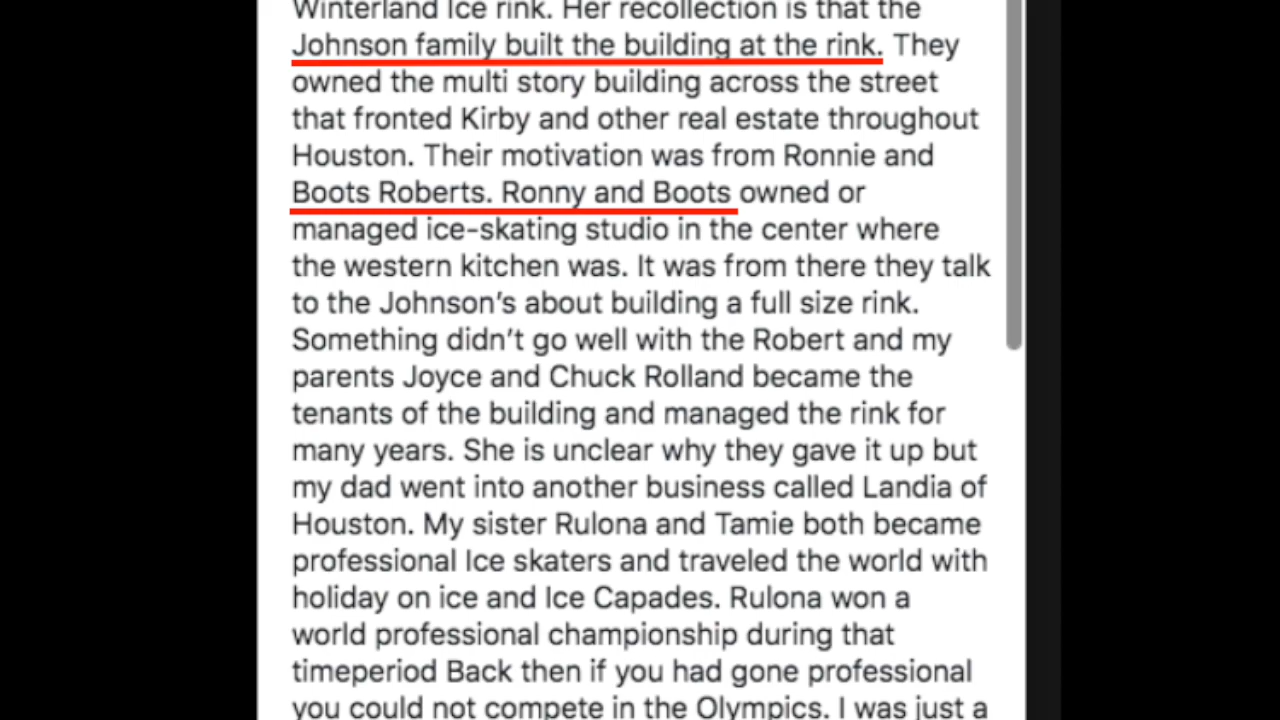 Winterland Ice rink. Her recollection is that the
Johnson family built the building at the rink. They
owned the multi story building across the street
that fronted Kirby and other real estate throughout
Houston. Their motivation was from Ronnie and
Boots Roberts. Ronny and Boots owned or
managed ice-skating studio in the center where
the western kitchen was. It was from there they talk
to the Johnson's about building a full size rink.
Something didn't go well with the Robert and my
parents Joyce and Chuck Rolland became the
tenants of the building and managed the rink for
many years. She is unclear why they gave it up but
my dad went into another business called Landia of
Houston. My sister Rulona and Tamie both became
professional Ice skaters and traveled the world with
holiday on ice and Ice Capades. Rulona won a
world professional championship during that
timeperiod Back then if you had gone professional
you could not compete in the Olympics. I was just a